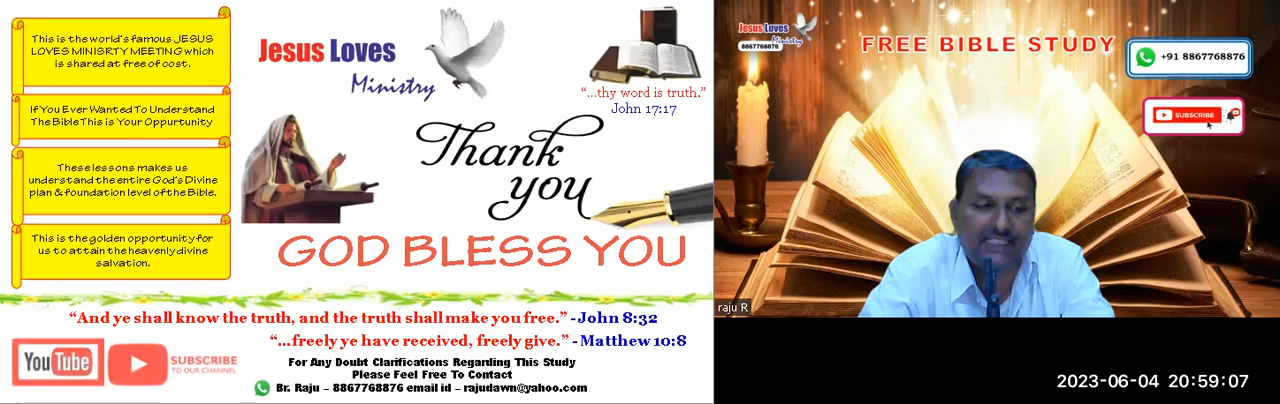 This is the world's famous JESUS
LOVES MINISRTY MEETING which
is shared at free of cost.
If You Ever Wanted To Understand
The Bible This is Your Oppurtunity
These lessons makes us
understand the entire God's Divine
plan & foundation level of the Bible.
This is the golden opportunity for
us to attain the heavenly divine
salvation.
Jesus Loves
Ministry
"...thy word is truth."
John 17:17
Thank
you
GOD BLESS YOU
"And ye shall know the truth, and the truth shall make you free." - John 8:32
"...freely ye have received, freely give." - Matthew 10:8
YouTube
SUBSCRIBE
TO OUR CHANNEL
For Any Doubt Clarifications Regarding This Study
Please Feel Free To Contact
Br. Raju – 8867768876 email id – rajudawn@yahoo.com
Jesus Loves
Ministry
8867768876
FREE BIBLE STUDY
+91 8867768876
SUBSCRIBE
raju R
2023-06-04 20:59:07